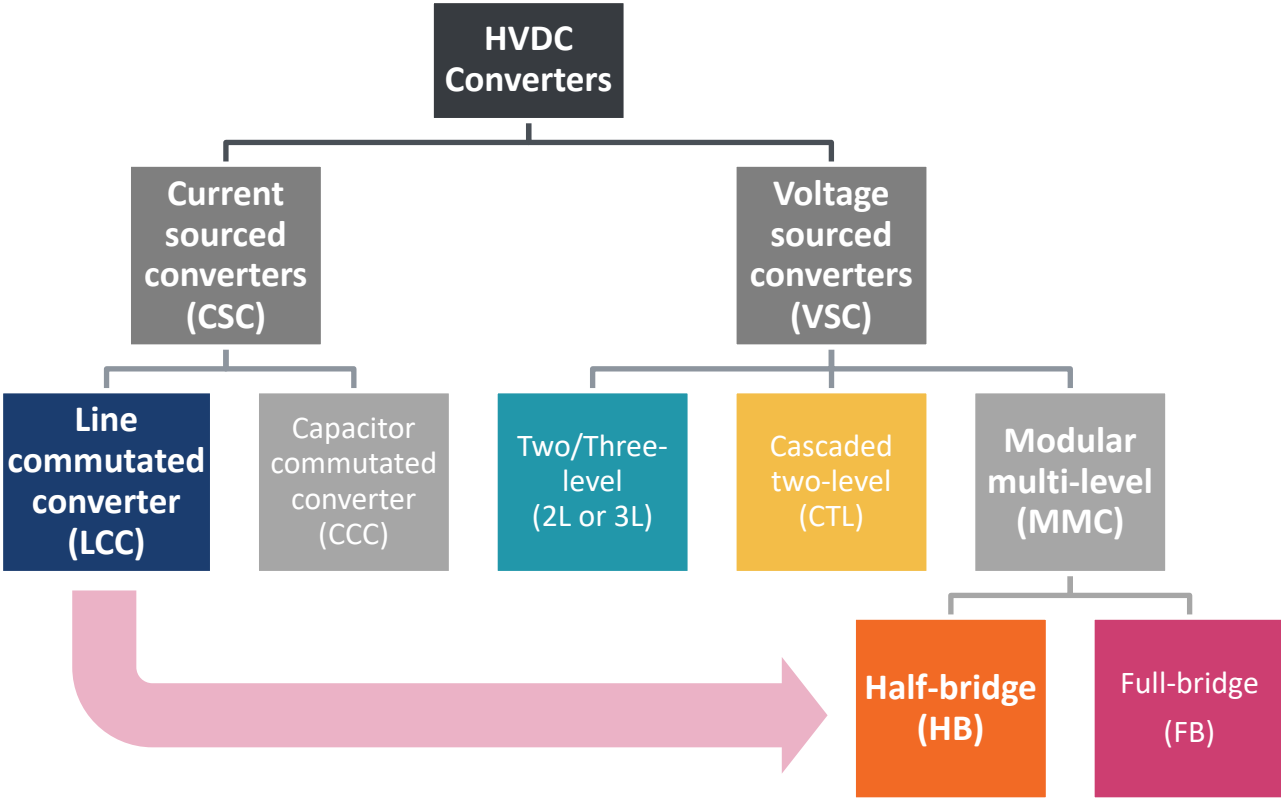 HVDC
Converters
Current
sourced
converters
(CSC)
Voltage
sourced
converters
(VSC)
Line
commutated
converter
(LCC)
Capacitor
commutated
converter
(CCC)
Two/Three-
level
(2L or 3L)
Cascaded
two-level
(CTL)
Modular
multi-level
(MMC)
Half-bridge
(HB)
Full-bridge
(FB)